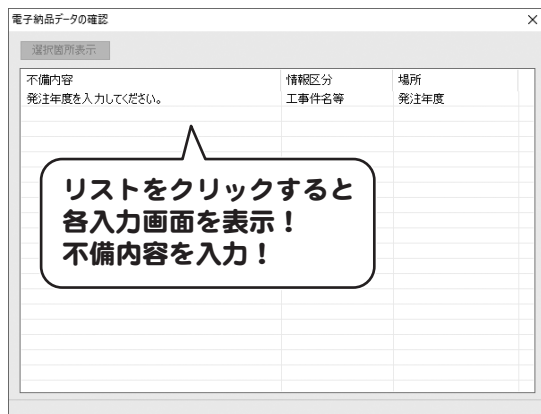 電子納品データの確認
選択箇所表示
不備内容 情報区分 場所
発注年度を入力してください。 工事件名等 発注年度
リストをクリックすると
各入力画面を表示！
不備内容を入力！